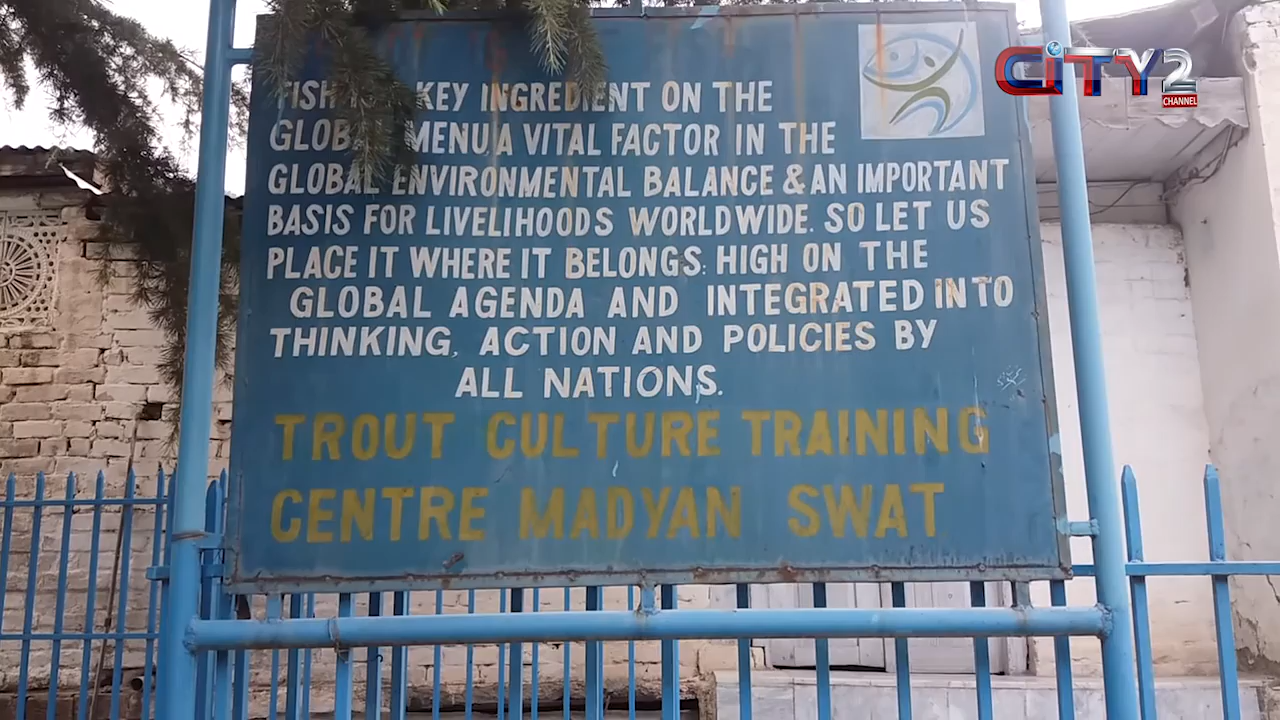 FISH KEY INGREDIENT ON THE
GLOBAL MENU, A VITAL FACTOR IN THE
GLOBAL ENVIRONMENTAL BALANCE & AN IMPORTANT
BASIS FOR LIVELIHOODS WORLDWIDE. SO LET US
PLACE IT WHERE IT BELONGS: HIGH ON THE
GLOBAL AGENDA AND INTEGRATED INTO
THINKING, ACTION AND POLICIES BY
ALL NATIONS.
TROUT CULTURE TRAINING
CENTRE MADYAN SWAT
CITY2
CHANNEL